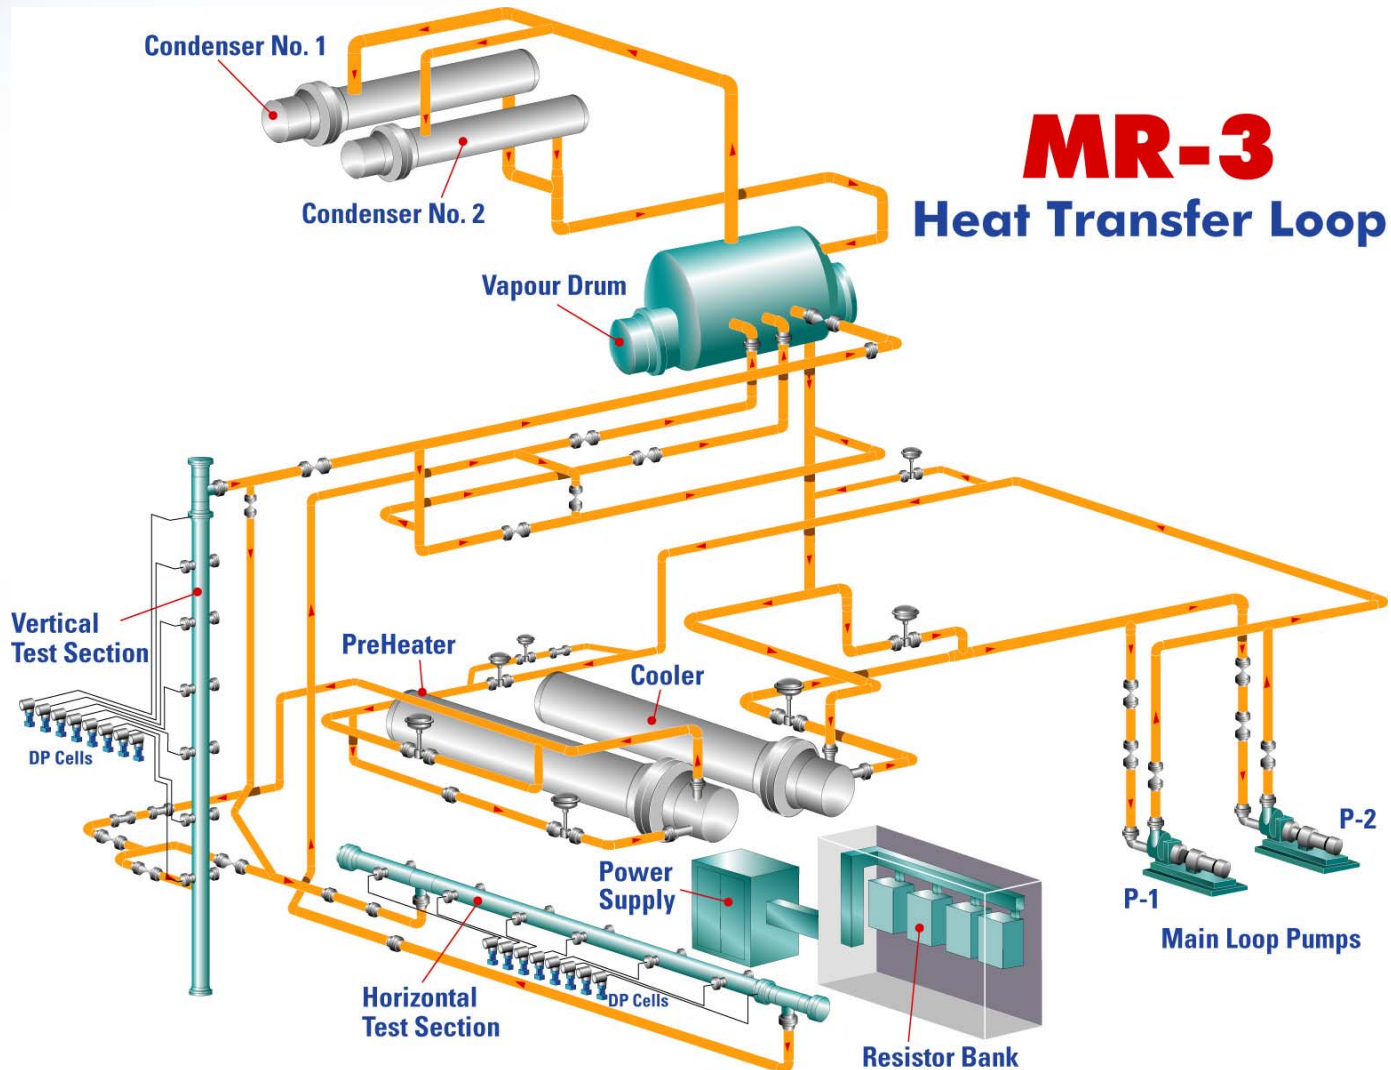 Condenser No. 1
MR-3
Heat Transfer Loop
Condenser No. 2
Vapour Drum
Vertical
Test Section
PreHeater
Cooler
DP Cells
Power
Supply
P-2
P-1
Main Loop Pumps
Horizontal
Test Section
DP Cells
Resistor Bank